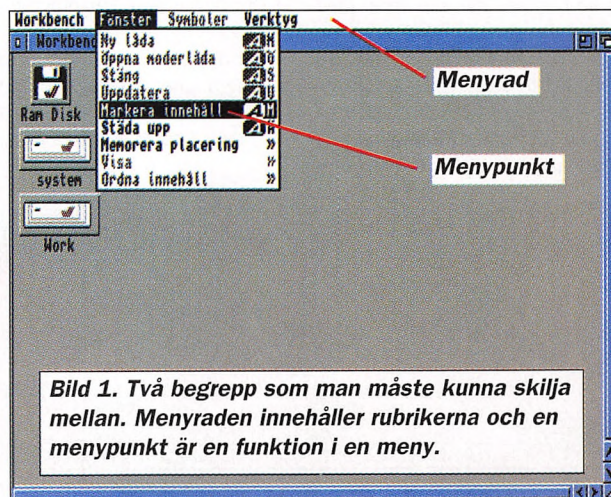 Workbench Fönster Symboler Verktyg
Workbenc
Ny låda
Öppna moderlåda
Stäng
Uppdatera
Markera innehåll
Städa upp
Memorera placering »
Visa »
Ordna innehåll »
Ram Disk
system
Work
Menyrad
Menypunkt
Bild 1. Två begrepp som man måste kunna skilja
mellan. Menyraden innehåller rubrikerna och en
menypunkt är en funktion i en meny.